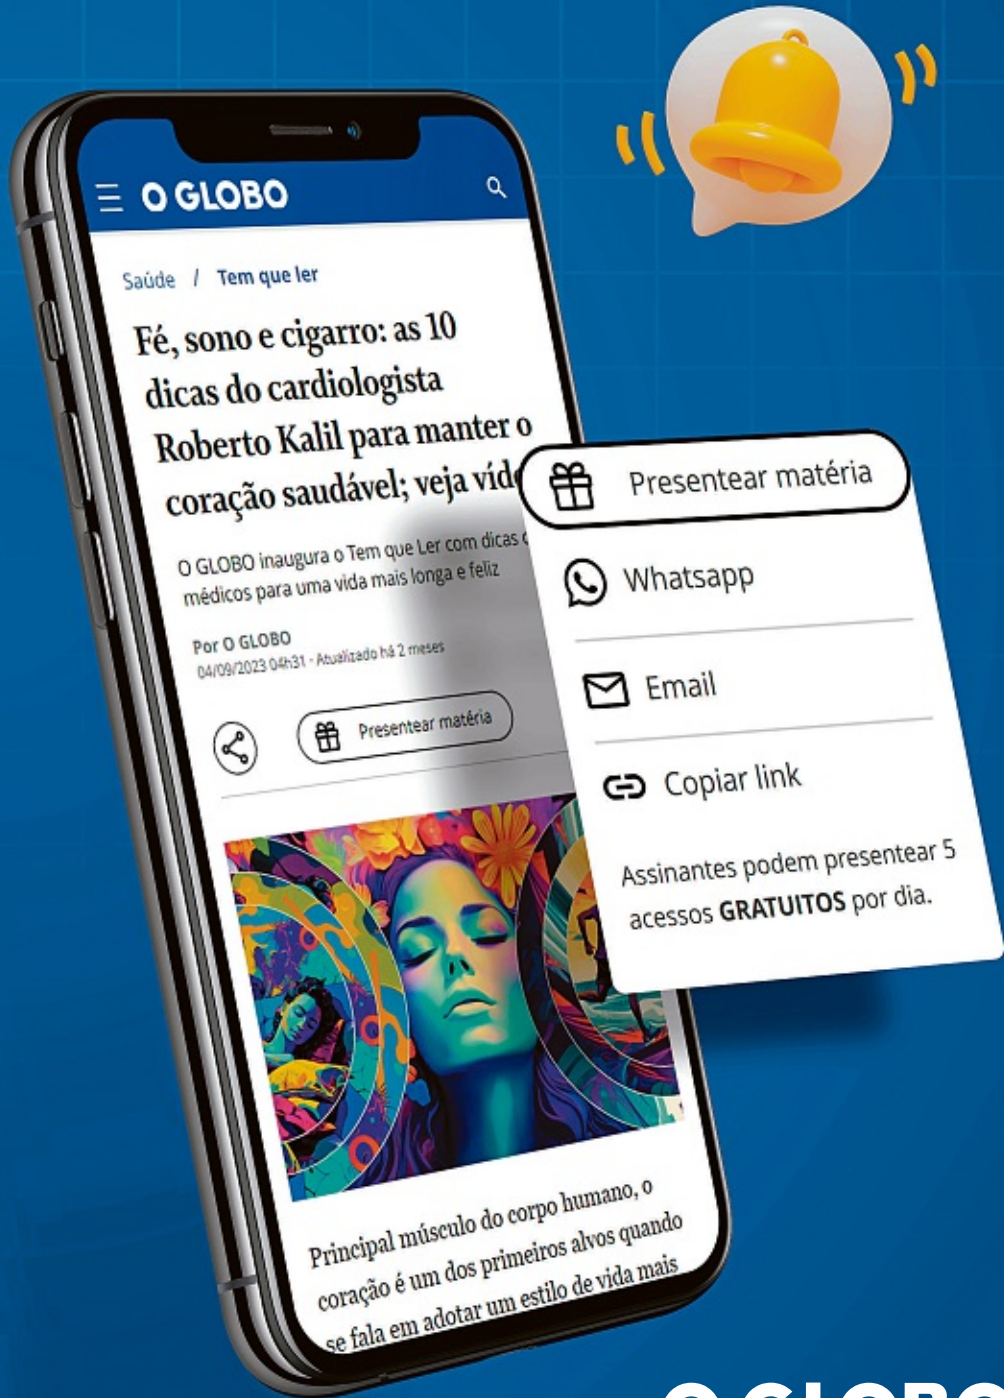 O GLOBO
Saúde / Tem que ler
Fé, sono e cigarro: as 10
dicas do cardiologista
Roberto Kalil para manter o
coração saudável; veja
O GLOBO inaugura o Tem que Ler com dicas
médicos para uma vida mais longa e feliz
Por O GLOBO
04/09/2023 04h31 - Atualizado há 2 meses
Presentear matéria
Presentear matéria
Whatsapp
Email
Copiar link
Assinantes podem presentear 5
acessos GRATUITOS por dia.
Principal músculo do corpo humano, o
coração é um dos primeiros alvos quando
se fala em adotar um estilo de vida mais
O GLOBO